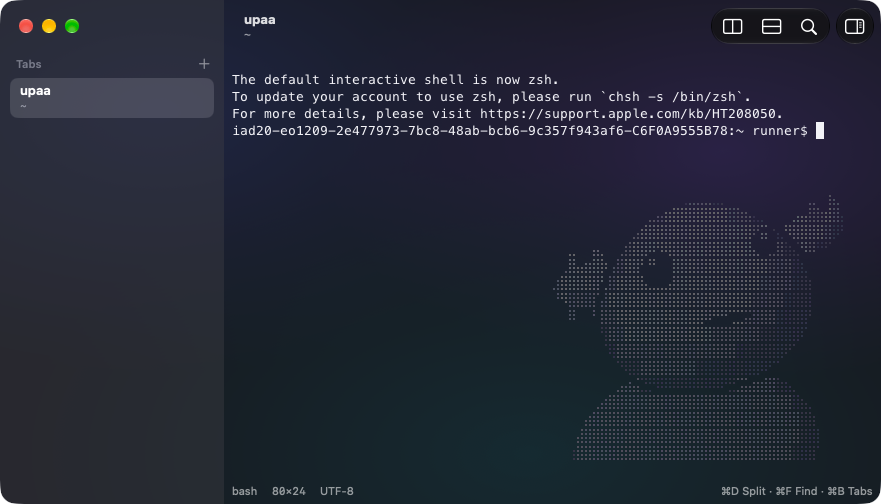 upaa
~
Tabs
upaa
~
The default interactive shell is now zsh.
To update your account to use zsh, please run `chsh -s /bin/zsh`.
For more details, please visit https://support.apple.com/kb/HT208050.
iad20-eo1209-2e477973-7bc8-48ab-bcb6-9c357f943af6-C6F0A9555B78:~ runner$
bash 80×24 UTF-8
⌘D Split · ⌘F Find · ⌘B Tabs